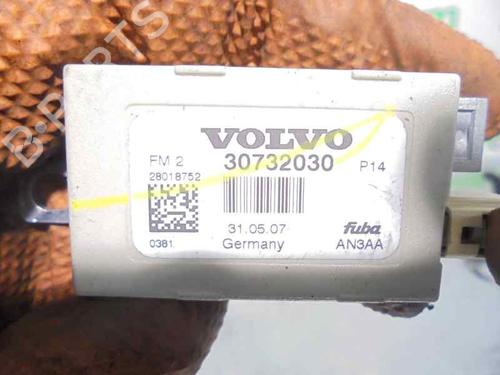 VOLVO
FM 2 30732030 P14
28018752
31.05.07 fuba
0381 Germany AN3AA
B-PARTS